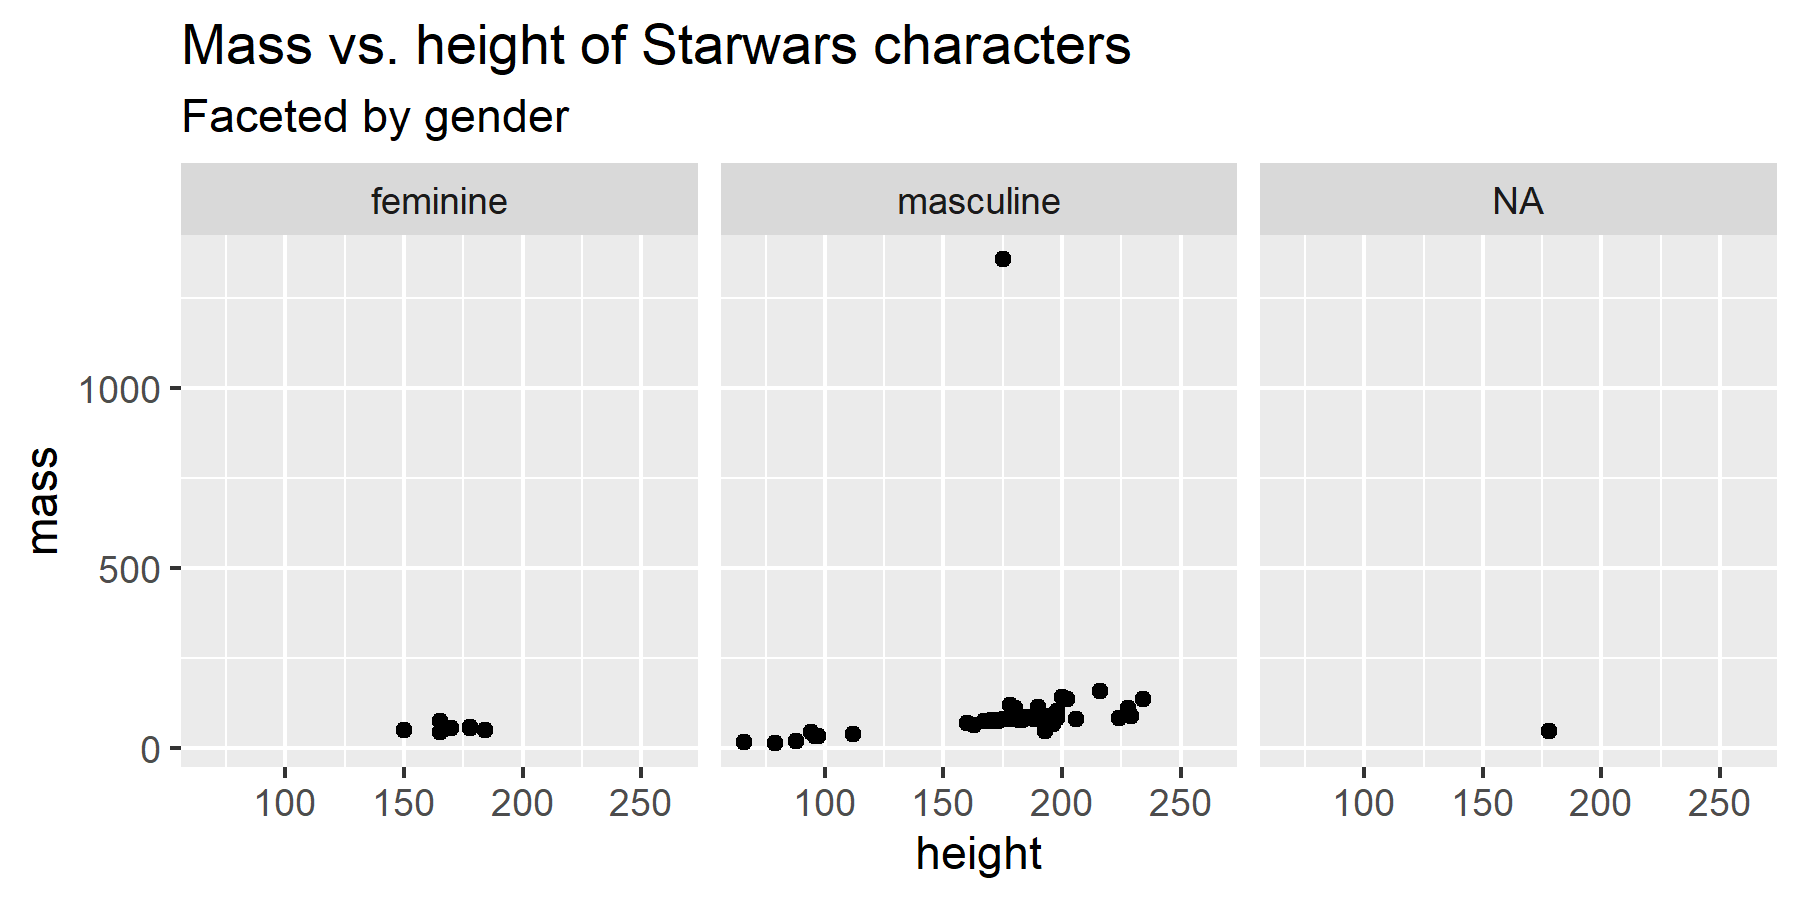 Mass vs. height of Starwars characters
Faceted by gender
feminine masculine NA
1000
500
0
mass
100 150 200 250 100 150 200 250 100 150 200 250
height